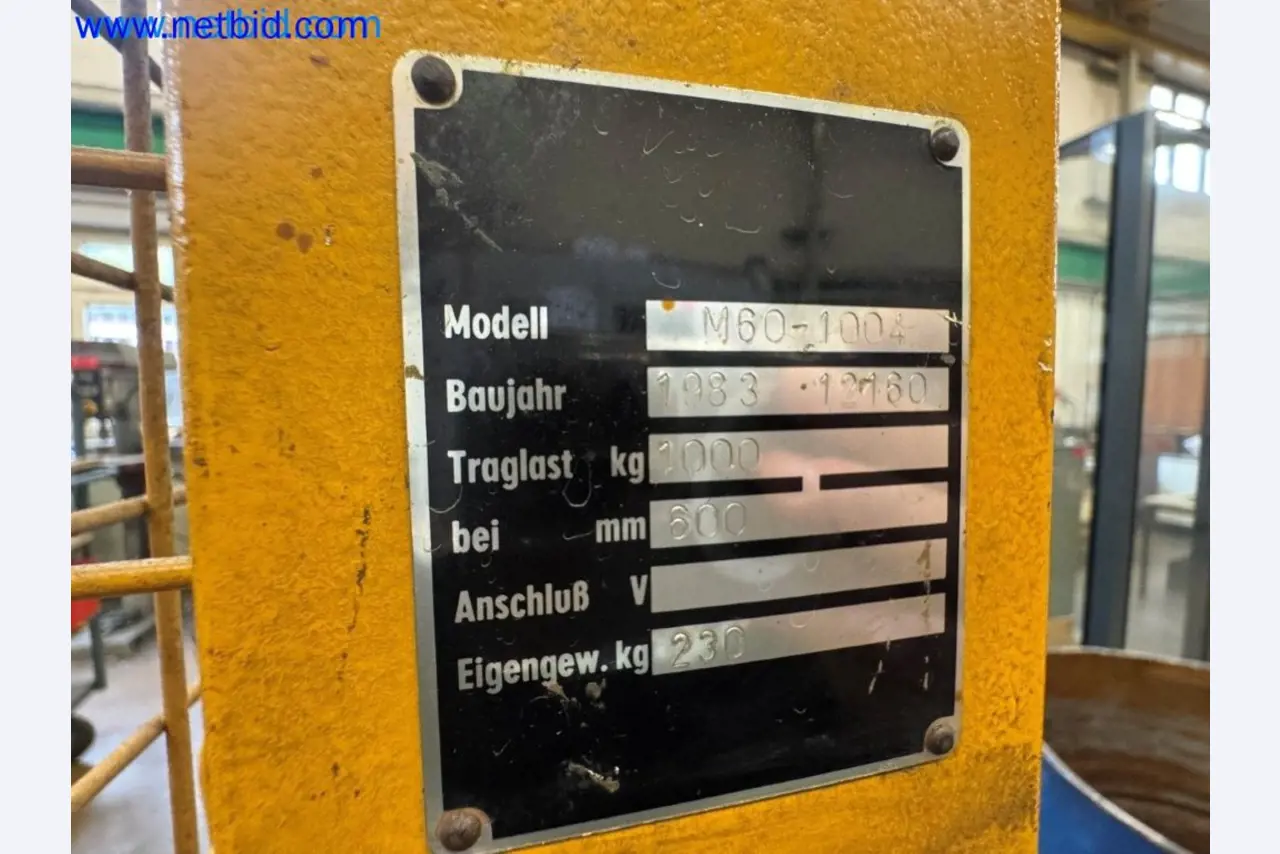 www.netbid.com
Modell M60-1004
Baujahr 1983 12160
Traglast kg 1000
bei mm 600
Anschluß V
Eigengew. kg 230